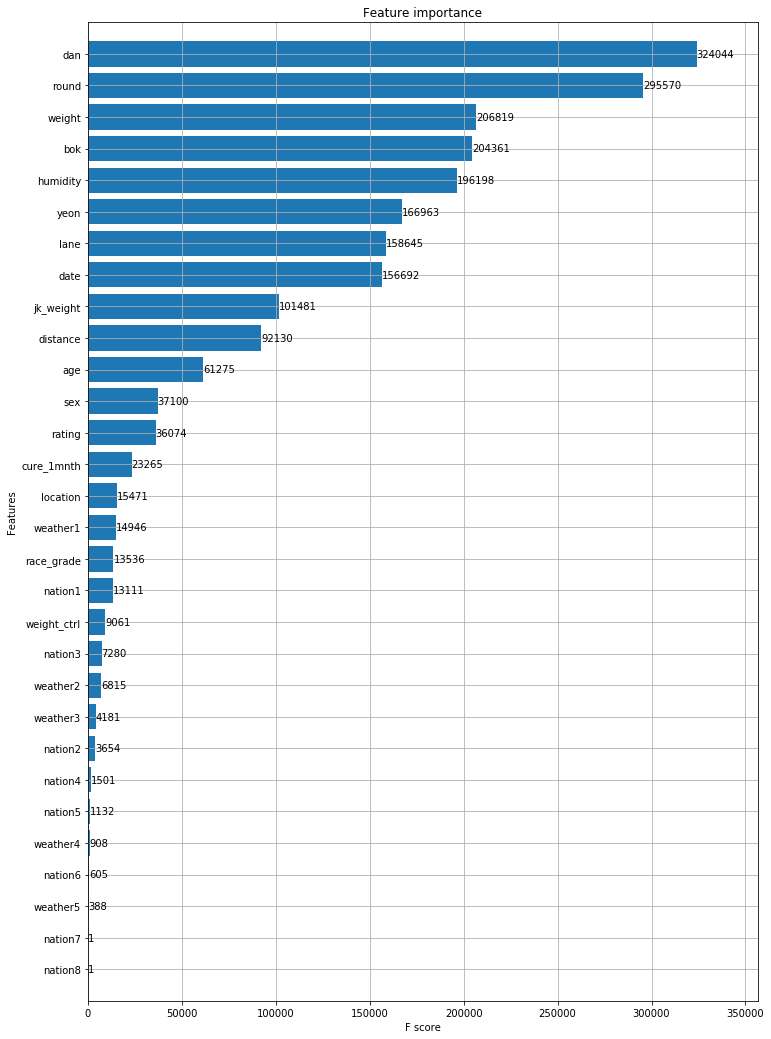 Feature importance
dan 324044
round 295570
weight 206819
bok 204361
humidity 196198
yeon 166963
lane 158645
date 156692
jk_weight 101481
distance 92130
age 61275
sex 37100
rating 36074
cure_1mnth 23265
location 15471
weather1 14946
race_grade 13536
nation1 13111
weight_ctrl 9061
nation3 7280
weather2 6815
weather3 4181
nation2 3654
nation4 1501
nation5 1132
weather4 908
nation6 605
weather5 388
nation7 1
nation8 1
Features
0 50000 100000 150000 200000 250000 300000 350000
F score